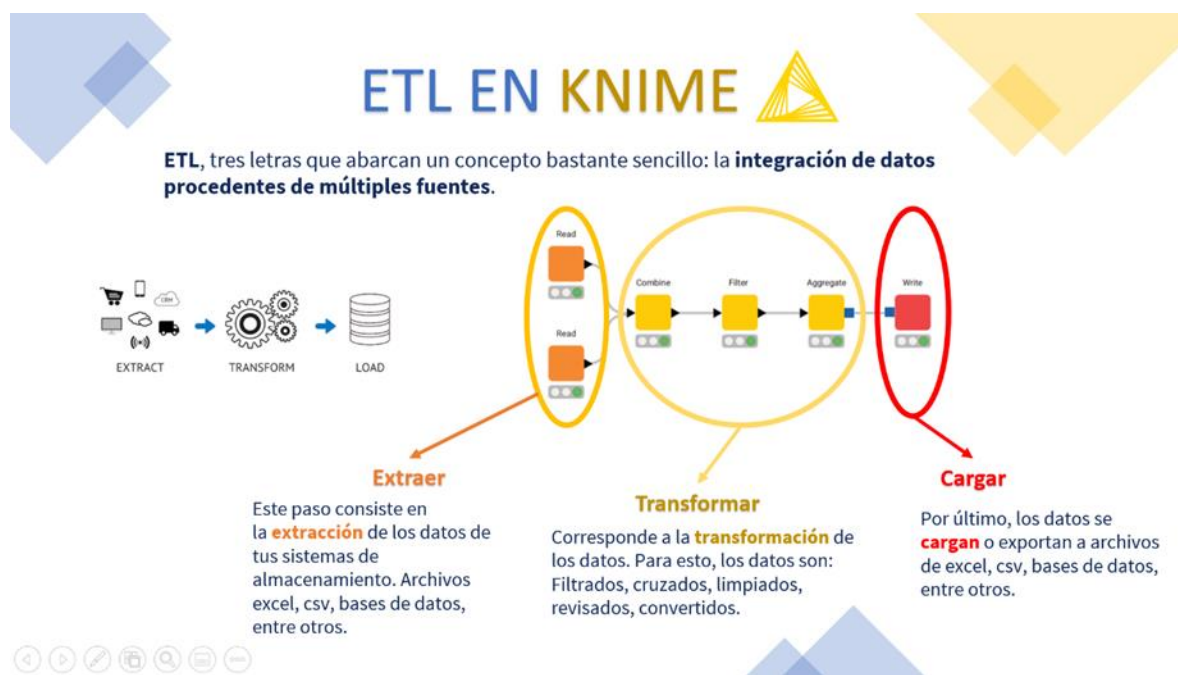 ETL EN KNIME
ETL, tres letras que abarcan un concepto bastante sencillo: la integración de datos
procedentes de múltiples fuentes.
CRM
EXTRACT
TRANSFORM
LOAD
Read
Read
Combine
Filter
Aggregate
Write
Extraer
Este paso consiste en
la extracción de los datos de
tus sistemas de
almacenamiento. Archivos
excel, csv, bases de datos,
entre otros.
Transformar
Corresponde a la transformación de
los datos. Para esto, los datos son:
Filtrados, cruzados, limpiados,
revisados, convertidos.
Cargar
Por último, los datos se
cargan o exportan a archivos
de excel, csv, bases de datos,
entre otros.